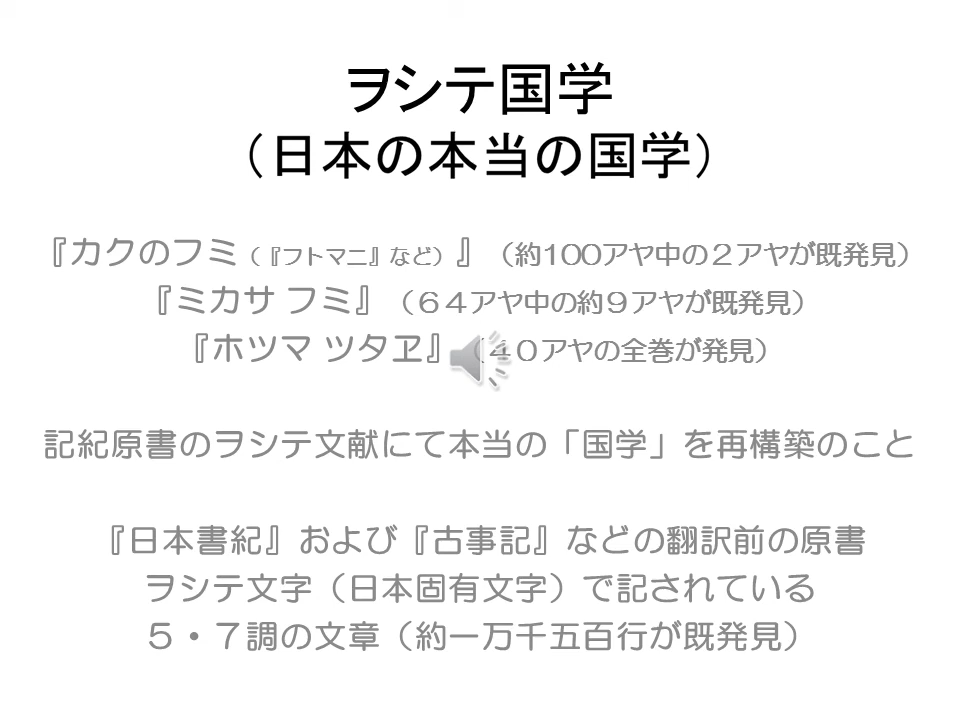 ヲシテ国学
（日本の本当の国学）
『カクのフミ（『フトマニ』など）』（約100アヤ中の２アヤが既発見）
『ミカサ フミ』（６４アヤ中の約９アヤが既発見）
『ホツマ ツタヱ』（４０アヤの全巻が発見）
記紀原書のヲシテ文献にて本当の「国学」を再構築のこと
『日本書紀』および『古事記』などの翻訳前の原書
ヲシテ文字（日本固有文字）で記されている
５・７調の文章（約一万千五百行が既発見）